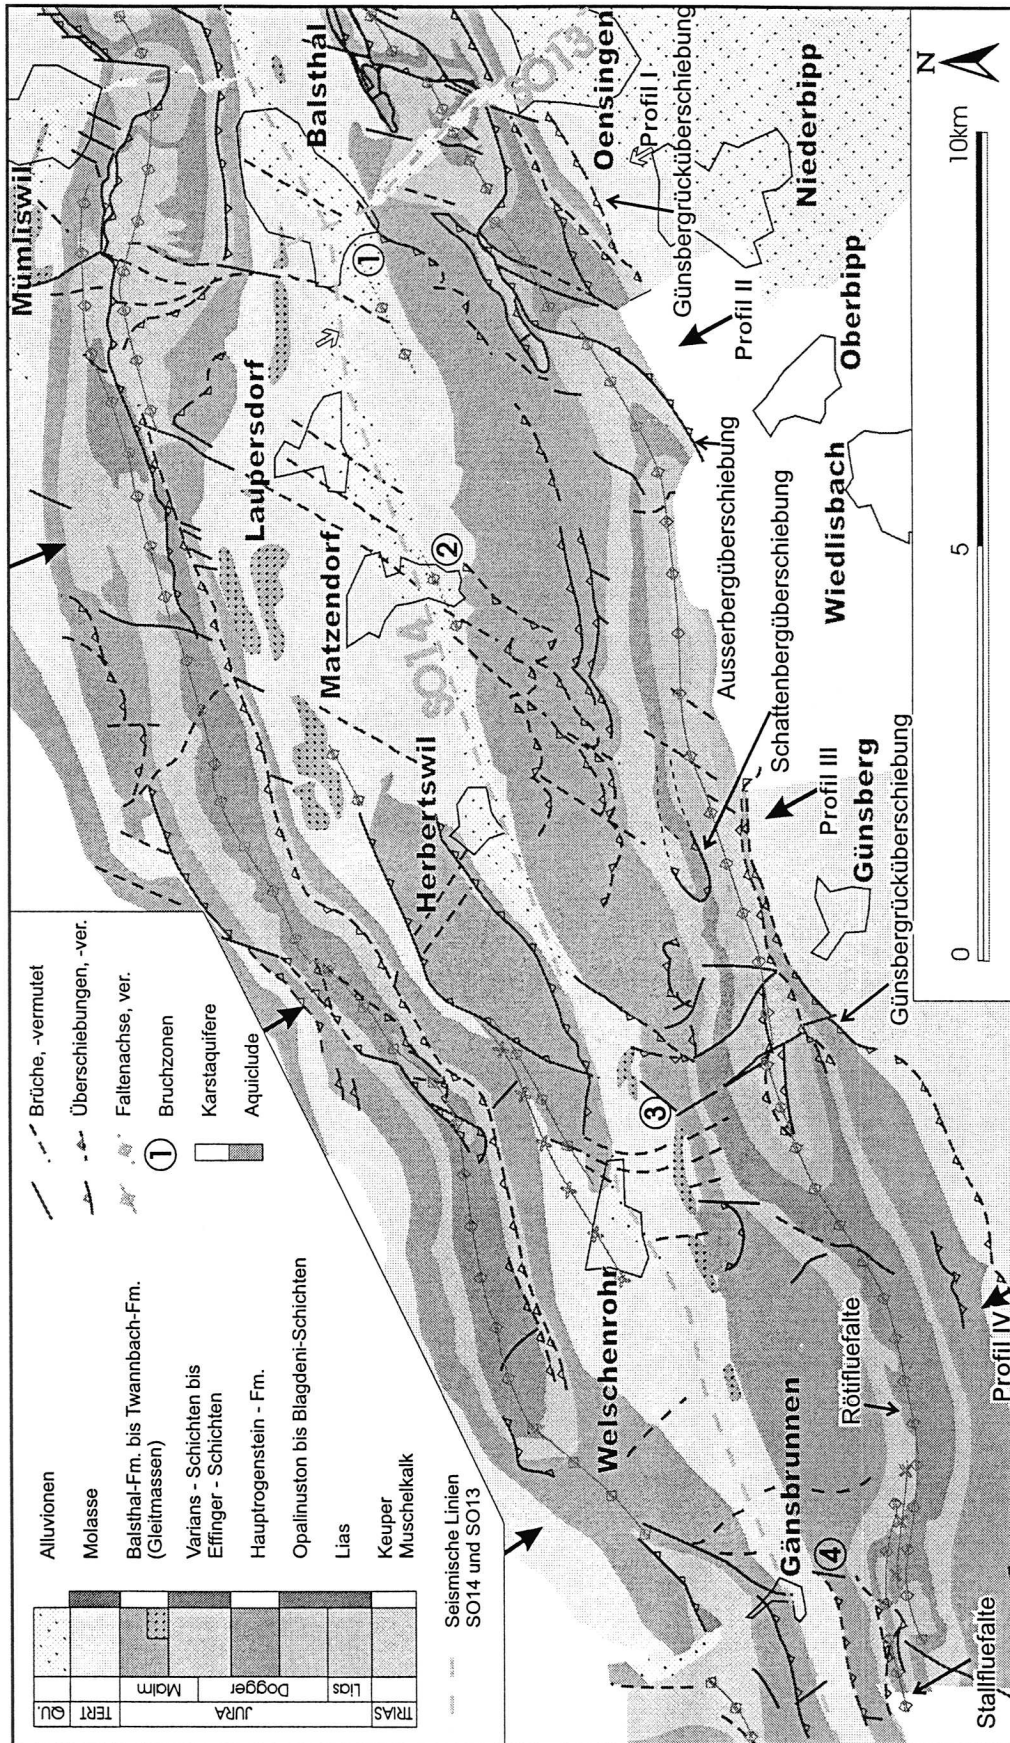 Alluvionen
Molasse
Balsthal-Fm. bis Twannbach-Fm.
(Gleitmassen)
Varians - Schichten bis
Effinger - Schichten
Hauptrogenstein - Fm.
Opalinuston bis Blagdeni-Schichten
Lias
Keuper
Muschelkalk
QU.
TERT
JURA
TRIAS
Malm
Dogger
Lias
Seismische Linien
SO14 und SO13
Brüche, -vermutet
Überschiebungen, -ver.
Faltenachse, ver.
1
Bruchzonen
Karstaquifere
Aquiclude
Mümliswil
Balsthal
Laupersdorf
Matzendorf
Herbertswil
Welschenrohr
Gänsbrunnen
1
2
3
4
SO13
SO14
Oensingen
Profil I
Günsbergrücküberschiebung
Niederbipp
Profil II
Oberbipp
Ausserbergüberschiebung
Wiedlisbach
Schattenbergüberschiebung
Profil III
Günsberg
Günsbergrücküberschiebung
Profil IV
Rötifluefalte
Stallfluefalte
N
0
5
10km